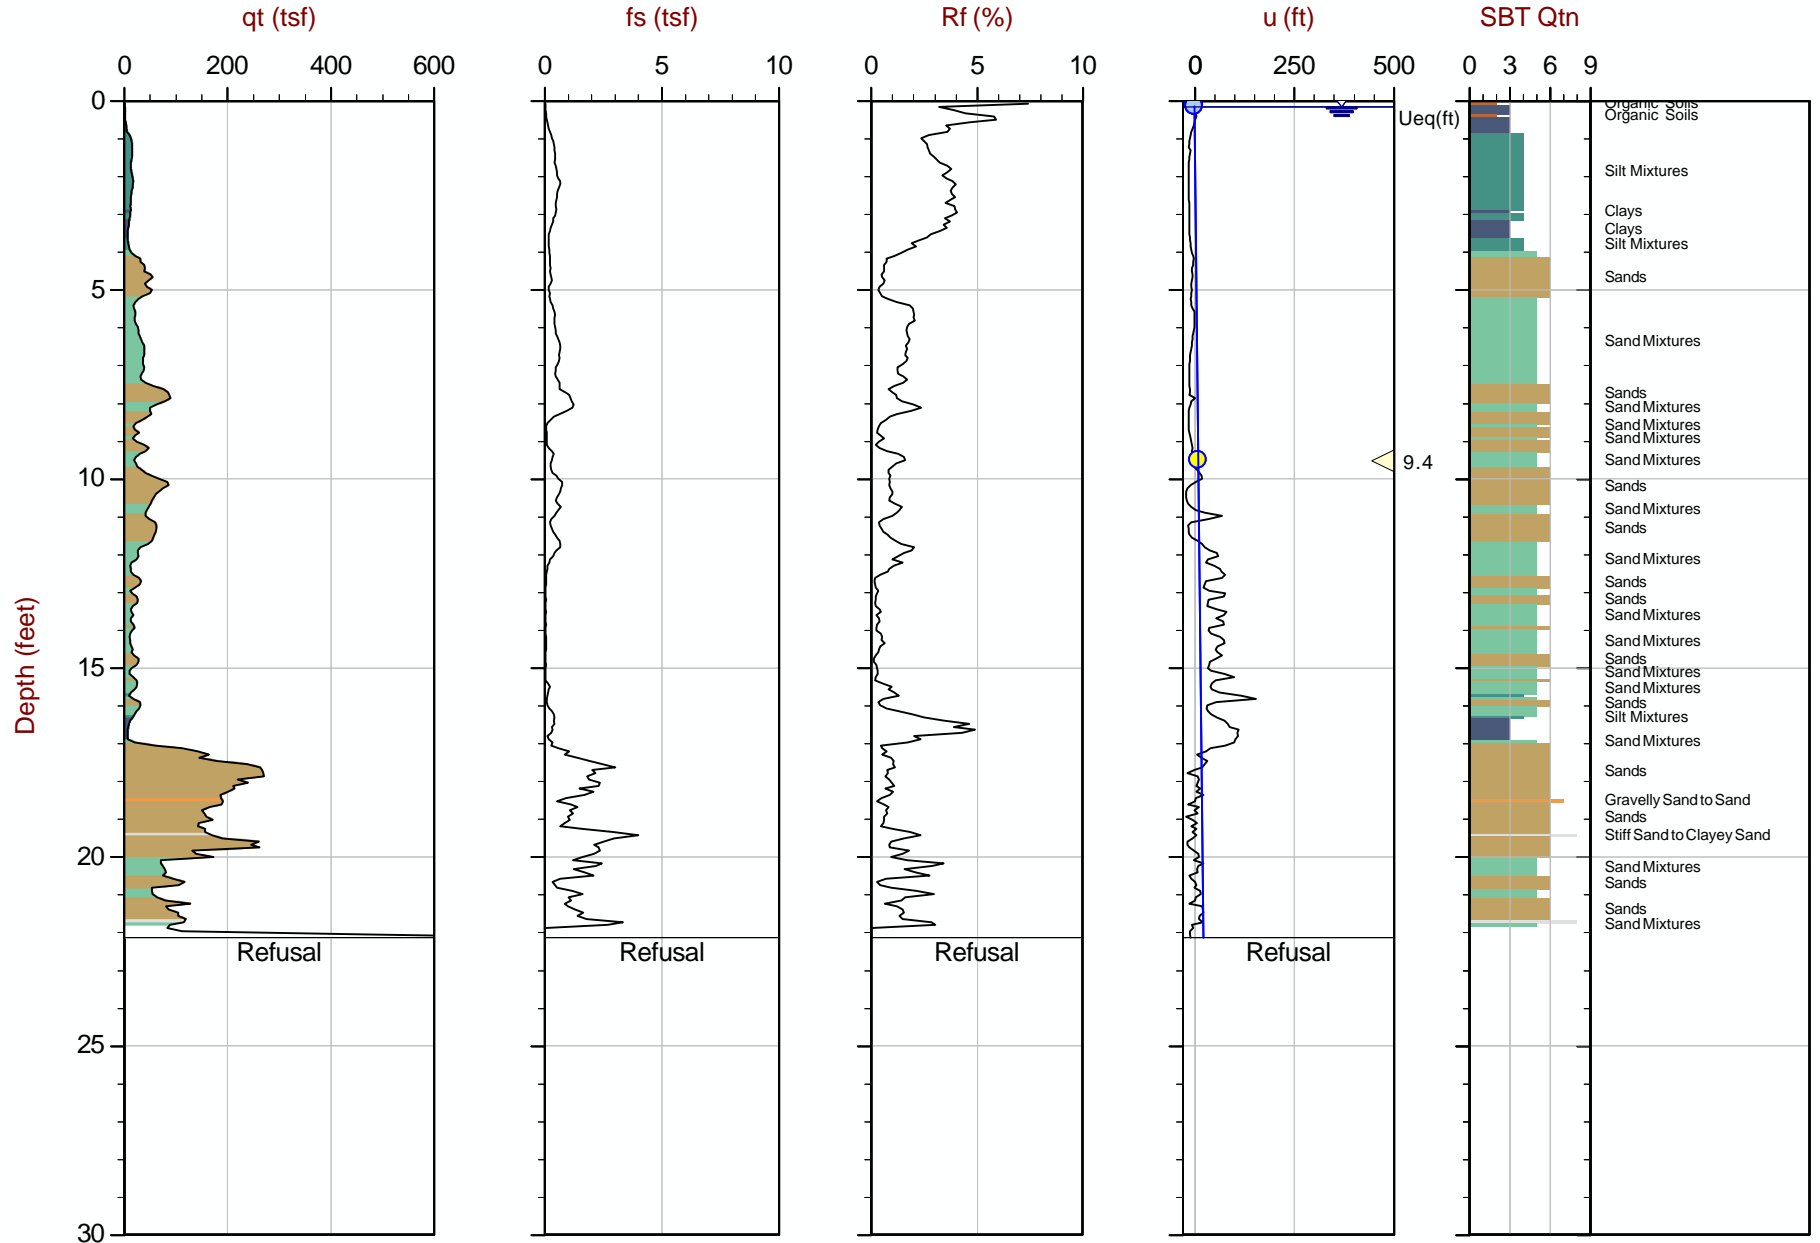 qt (tsf) fs (tsf) Rf (%) u (ft) SBT Qtn
0 200 400 600 0 5 10 0 5 10 0 250 500 0 3 6 9
0
Organic Soils
Ueq(ft)
Organic Soils
Silt Mixtures
Clays
Clays
Silt Mixtures
Sands
5
Sand Mixtures
Sands
Sand Mixtures
Sand Mixtures
Sand Mixtures
9.4
Sand Mixtures
10
Sands
Sand Mixtures
Sands
Sand Mixtures
Sands
Sands
Sand Mixtures
Sand Mixtures
Depth (feet)
Sands
15
Sand Mixtures
Sand Mixtures
Sands
Silt Mixtures
Sand Mixtures
Sands
Gravelly Sand to Sand
Sands
Stiff Sand to Clayey Sand
20
Sand Mixtures
Sands
Sands
Sand Mixtures
Refusal Refusal Refusal Refusal
25
30